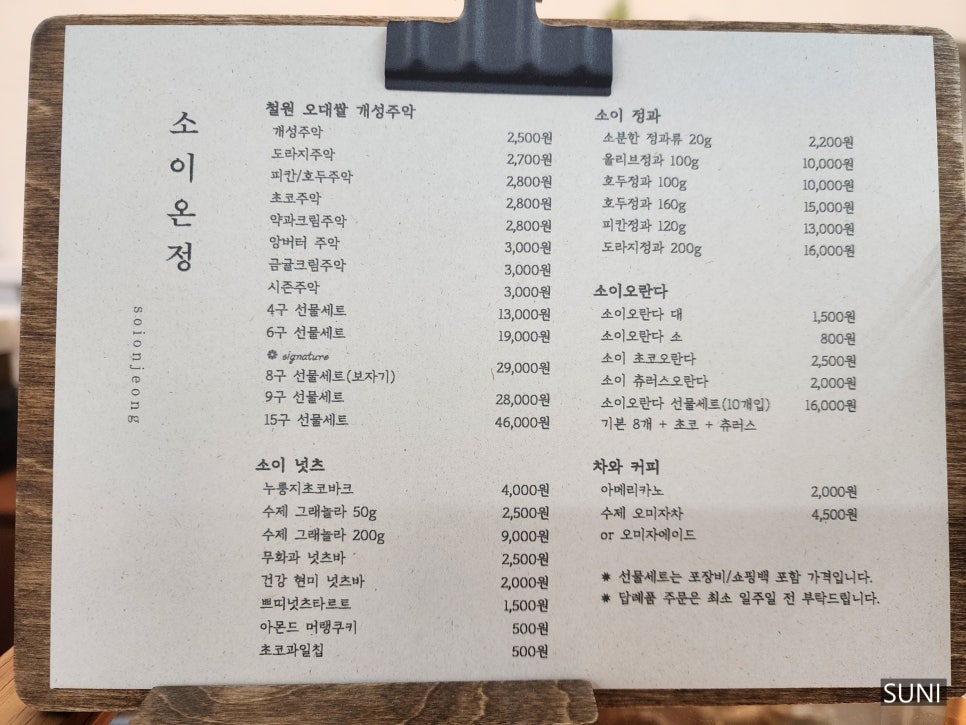 소이온정
soionjeong
철원 오대쌀 개성주악
개성주악 2,500원
도라지주악 2,700원
피칸/호두주악 2,800원
초코주악 2,800원
약과크림주악 2,800원
앙버터 주악 3,000원
금귤크림주악 3,000원
시즌주악 3,000원
4구 선물세트 13,000원
6구 선물세트 19,000원
signature
8구 선물세트(보자기) 29,000원
9구 선물세트 28,000원
15구 선물세트 46,000원
소이 넛츠
누룽지초코바크 4,000원
수제 그래놀라 50g 2,500원
수제 그래놀라 200g 9,000원
무화과 넛츠바 2,500원
건강 현미 넛츠바 2,000원
쁘띠넛츠타르트 1,500원
아몬드 머랭쿠키 500원
초코과일칩 500원
소이 정과
소분한 정과류 20g 2,200원
올리브정과 100g 10,000원
호두정과 100g 10,000원
호두정과 160g 15,000원
피칸정과 120g 13,000원
도라지정과 200g 16,000원
소이오란다
소이오란다 대 1,500원
소이오란다 소 800원
소이 초코오란다 2,500원
소이 츄러스오란다 2,000원
소이오란다 선물세트(10개입) 16,000원
기본 8개 + 초코 + 츄러스
차와 커피
아메리카노 2,000원
수제 오미자차 4,500원
or 오미자에이드
✷ 선물세트는 포장비/쇼핑백 포함 가격입니다.
✷ 답례품 주문은 최소 일주일 전 부탁드립니다.
SUNI